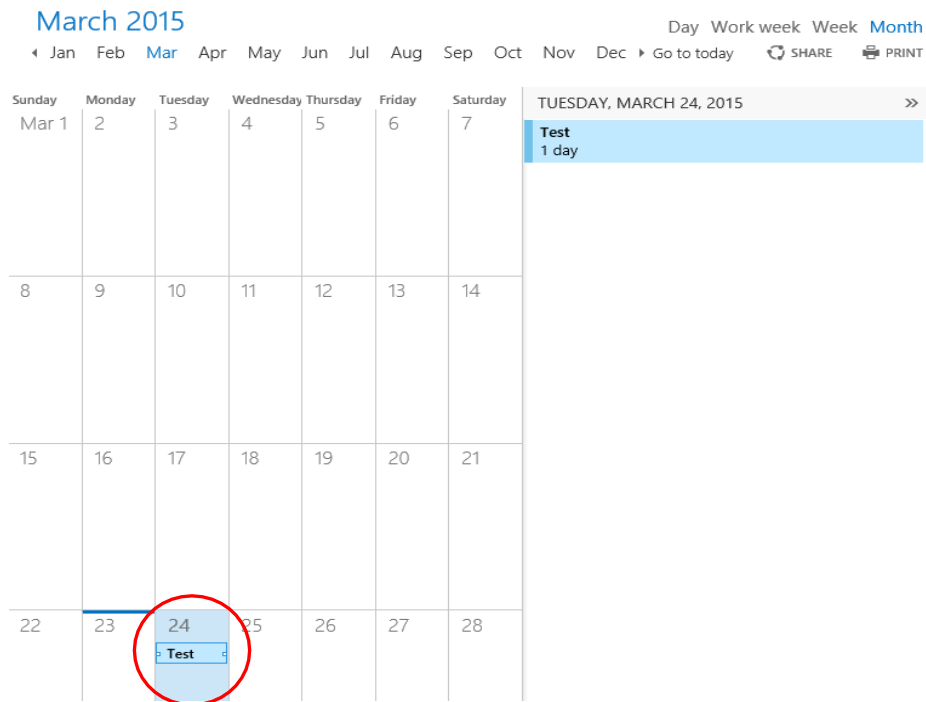 March 2015
Day Work week Week Month
Jan Feb Mar Apr May Jun Jul Aug Sep Oct Nov Dec Go to today SHARE PRINT
Sunday Monday Tuesday Wednesday Thursday Friday Saturday
Mar 1 2 3 4 5 6 7
TUESDAY, MARCH 24, 2015 »
Test
1 day
8 9 10 11 12 13 14
15 16 17 18 19 20 21
22 23 24 25 26 27 28
Test